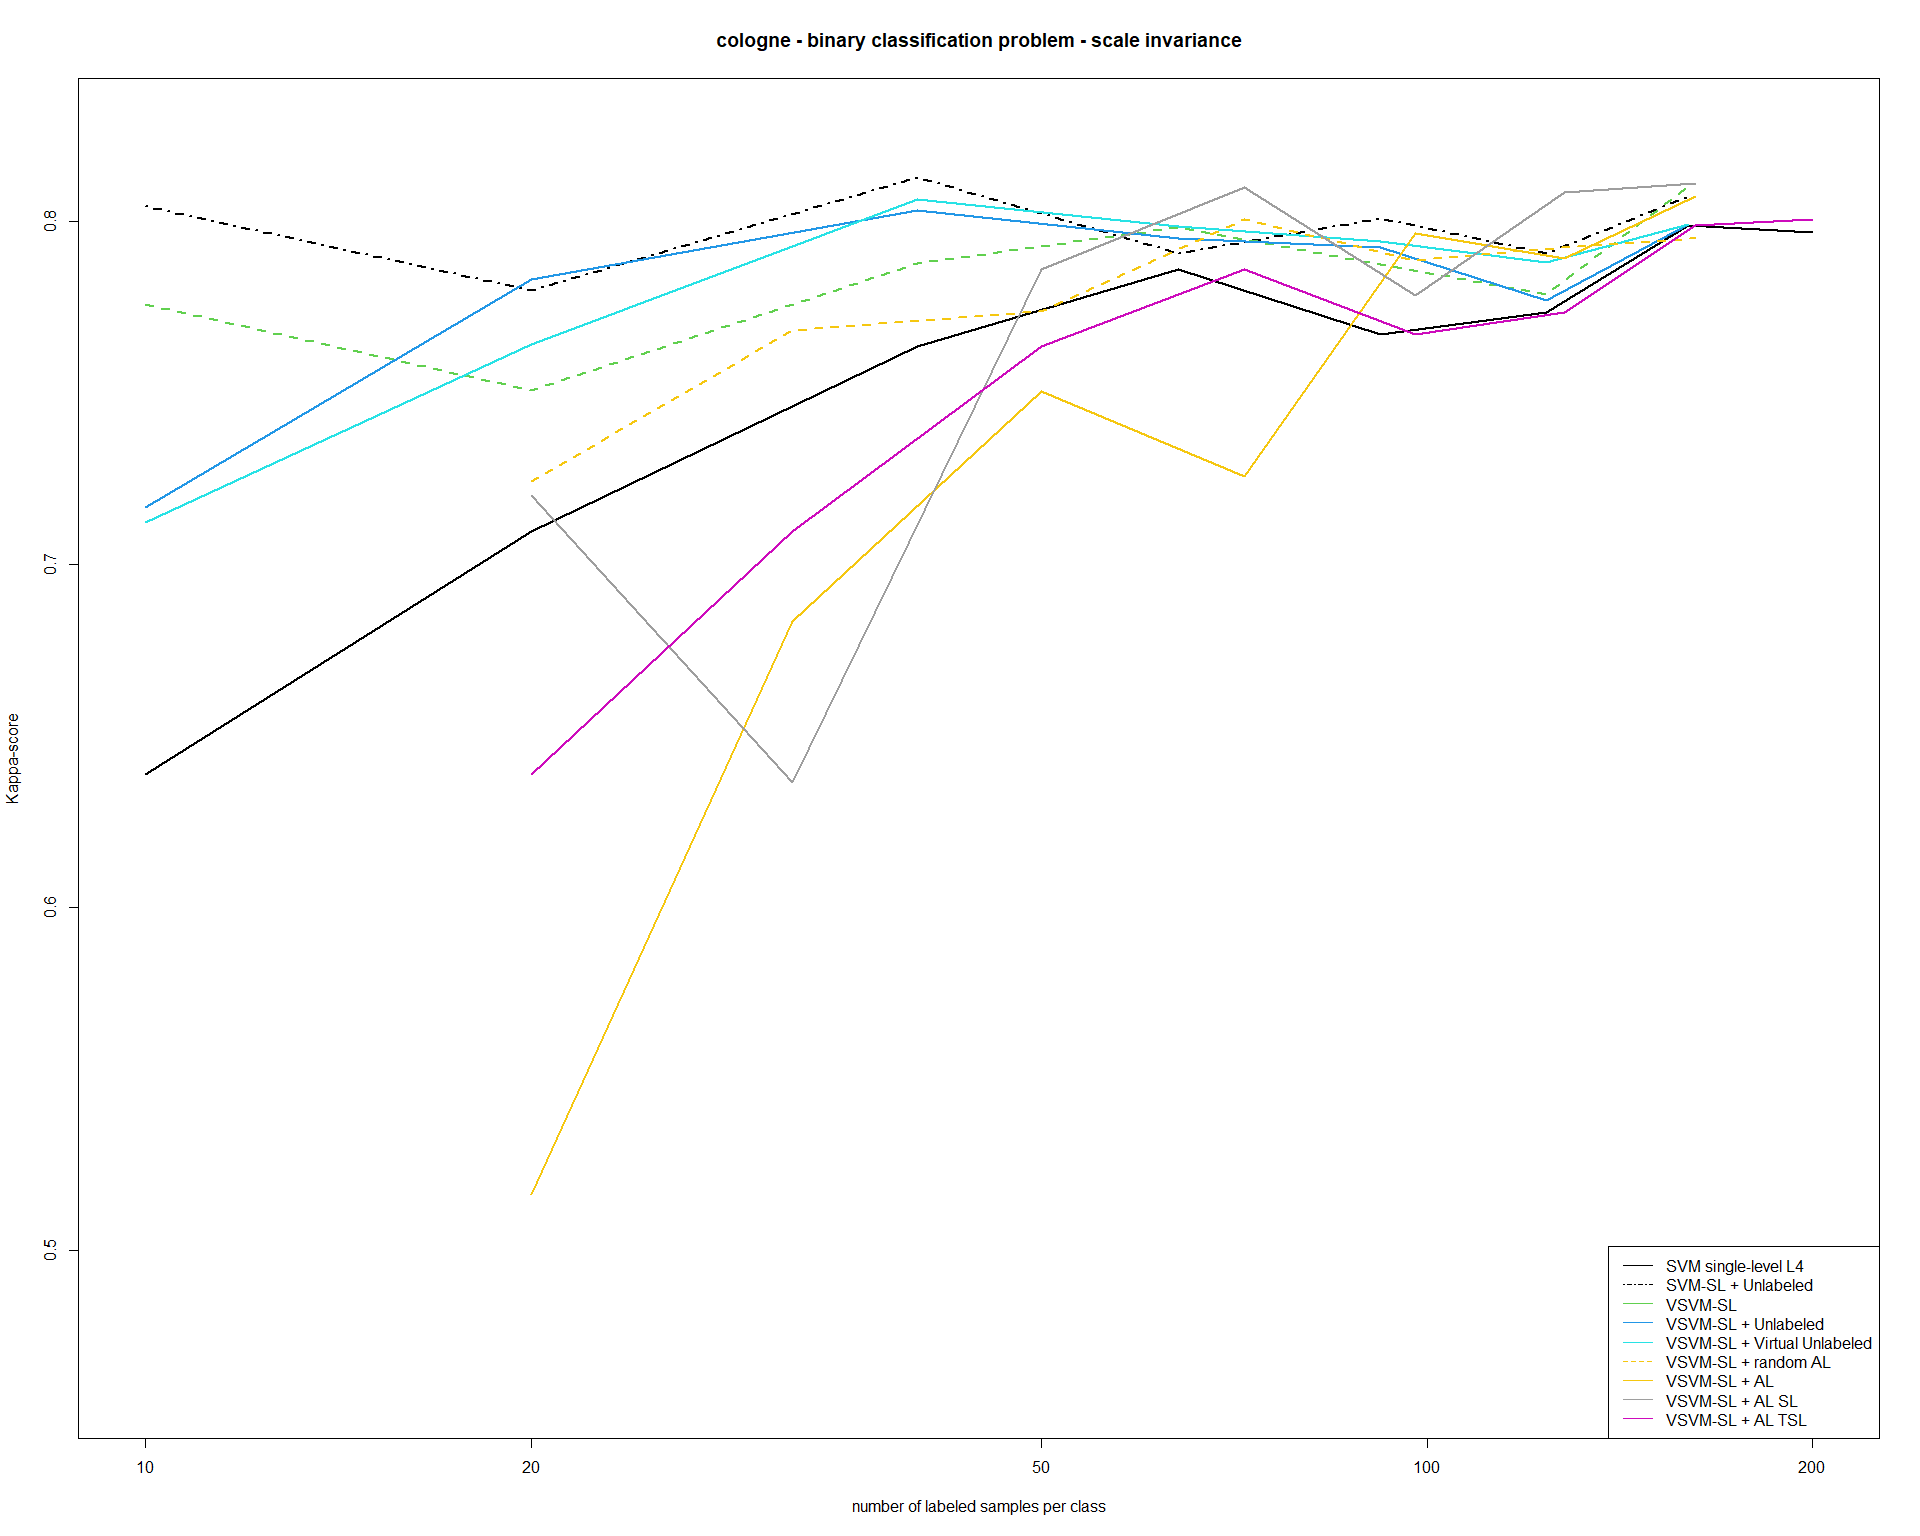 cologne - binary classification problem - scale invariance
0.8
0.7
0.6
0.5
Kappa-score
SVM single-level L4
SVM-SL + Unlabeled
VSVM-SL
VSVM-SL + Unlabeled
VSVM-SL + Virtual Unlabeled
VSVM-SL + random AL
VSVM-SL + AL
VSVM-SL + AL SL
VSVM-SL + AL TSL
10 20 50 100 200
number of labeled samples per class